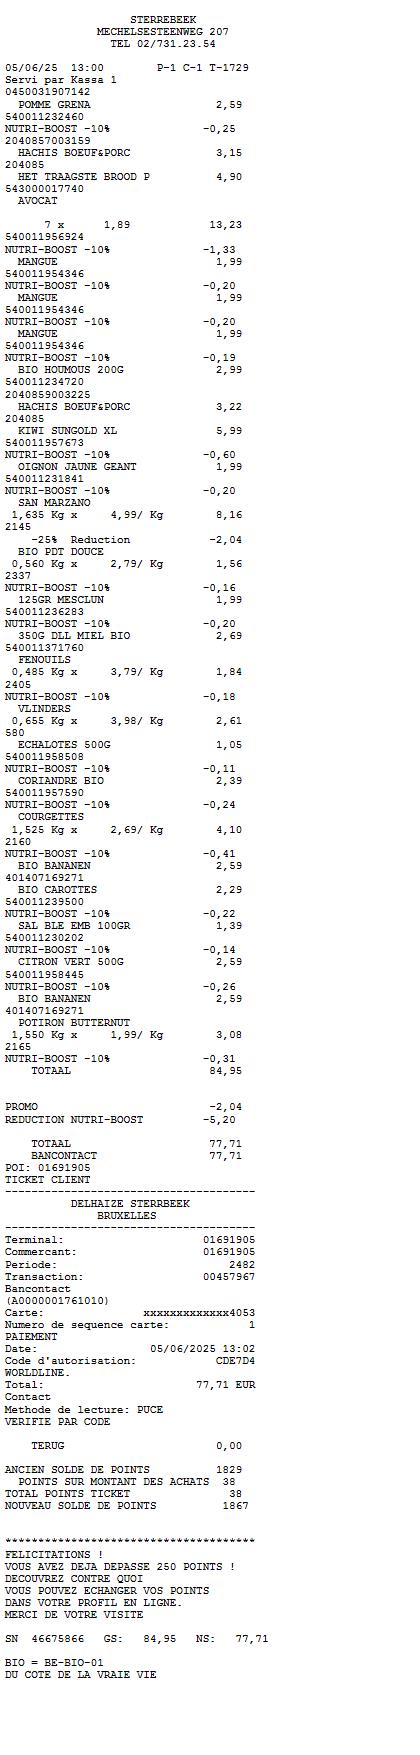 STERREBEEK
MECHELSESTEENWEG 207
TEL 02/731.23.54
05/06/25 13:00 P-1 C-1 T-1729
Servi par Kassa 1
0450031907142
POMME GRENA 2,59
540011232460
NUTRI-BOOST -10% -0,25
2040857003159
HACHIS BOEUF&PORC 3,15
204085
HET TRAAGSTE BROOD P 4,90
543000017740
AVOCAT
7 x 1,89 13,23
540011956924
NUTRI-BOOST -10% -1,33
MANGUE 1,99
540011954346
NUTRI-BOOST -10% -0,20
MANGUE 1,99
540011954346
NUTRI-BOOST -10% -0,20
MANGUE 1,99
540011954346
NUTRI-BOOST -10% -0,19
BIO HOUMOUS 200G 2,99
540011234720
2040859003225
HACHIS BOEUF&PORC 3,22
204085
KIWI SUNGOLD XL 5,99
540011957673
NUTRI-BOOST -10% -0,60
OIGNON JAUNE GEANT 1,99
540011231841
NUTRI-BOOST -10% -0,20
SAN MARZANO
1,635 Kg x 4,99/ Kg 8,16
2145
-25% Reduction -2,04
BIO PDT DOUCE
0,560 Kg x 2,79/ Kg 1,56
2337
NUTRI-BOOST -10% -0,16
125GR MESCLUN 1,99
540011236283
NUTRI-BOOST -10% -0,20
350G DLL MIEL BIO 2,69
540011371760
FENOUILS
0,485 Kg x 3,79/ Kg 1,84
2405
NUTRI-BOOST -10% -0,18
VLINDERS
0,655 Kg x 3,98/ Kg 2,61
580
ECHALOTES 500G 1,05
540011958508
NUTRI-BOOST -10% -0,11
CORIANDRE BIO 2,39
540011957590
NUTRI-BOOST -10% -0,24
COURGETTES
1,525 Kg x 2,69/ Kg 4,10
2160
NUTRI-BOOST -10% -0,41
BIO BANANEN 2,59
401407169271
BIO CAROTTES 2,29
540011239500
NUTRI-BOOST -10% -0,22
SAL BLE EMB 100GR 1,39
540011230202
NUTRI-BOOST -10% -0,14
CITRON VERT 500G 2,59
540011958445
NUTRI-BOOST -10% -0,26
BIO BANANEN 2,59
401407169271
POTIRON BUTTERNUT
1,550 Kg x 1,99/ Kg 3,08
2165
NUTRI-BOOST -10% -0,31
TOTAAL 84,95
PROMO -2,04
REDUCTION NUTRI-BOOST -5,20
TOTAAL 77,71
BANCONTACT 77,71
POI: 01691905
TICKET CLIENT
--------------------------------------
DELHAIZE STERRBEEK
BRUXELLES
--------------------------------------
Terminal: 01691905
Commercant: 01691905
Periode: 2482
Transaction: 00457967
Bancontact
(A0000001761010)
Carte: xxxxxxxxxxxxx4053
Numero de sequence carte: 1
PAIEMENT
Date: 05/06/2025 13:02
Code d'autorisation: CDE7D4
WORLDLINE.
Total: 77,71 EUR
Contact
Methode de lecture: PUCE
VERIFIE PAR CODE
TERUG 0,00
ANCIEN SOLDE DE POINTS 1829
POINTS SUR MONTANT DES ACHATS 38
TOTAL POINTS TICKET 38
NOUVEAU SOLDE DE POINTS 1867
**************************************
FELICITATIONS !
VOUS AVEZ DEJA DEPASSE 250 POINTS !
DECOUVREZ CONTRE QUOI
VOUS POUVEZ ECHANGER VOS POINTS
DANS VOTRE PROFIL EN LIGNE.
MERCI DE VOTRE VISITE
SN 46675866 GS: 84,95 NS: 77,71
BIO = BE-BIO-01
DU COTE DE LA VRAIE VIE